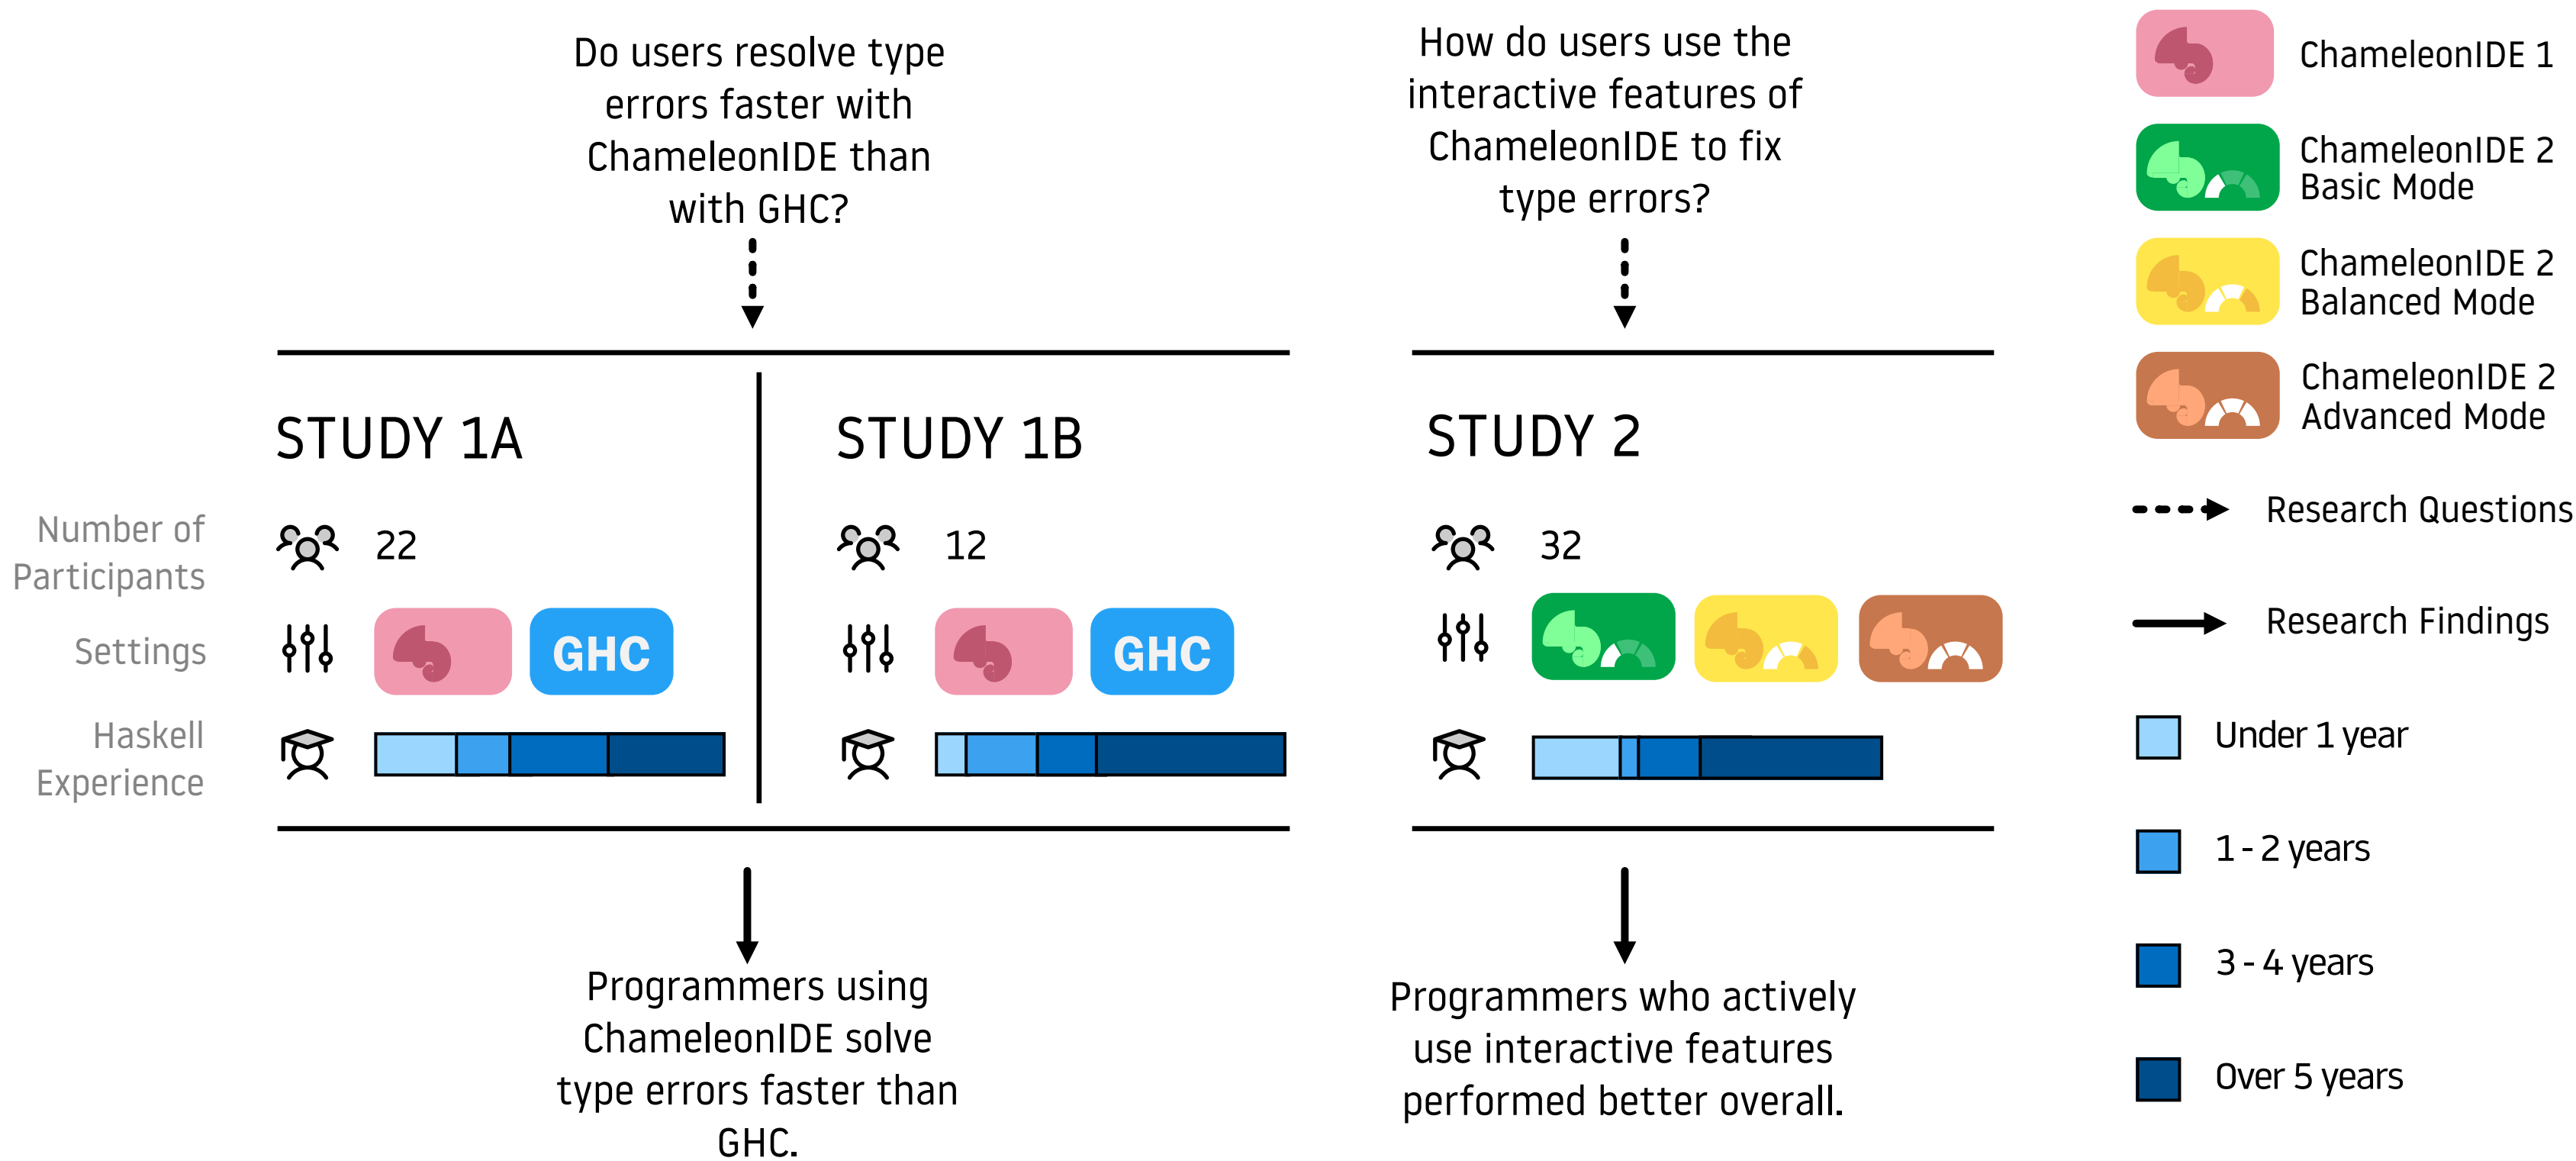 Do users resolve type
errors faster with
ChameleonIDE than
with GHC?
How do users use the
interactive features of
ChameleonIDE to fix
type errors?
STUDY 1A
STUDY 1B
STUDY 2
Number of
Participants
22
12
32
Settings
GHC
GHC
Haskell
Experience
Programmers using
ChameleonIDE solve
type errors faster than
GHC.
Programmers who actively
use interactive features
performed better overall.
ChameleonIDE 1
ChameleonIDE 2
Basic Mode
ChameleonIDE 2
Balanced Mode
ChameleonIDE 2
Advanced Mode
Research Questions
Research Findings
Under 1 year
1 - 2 years
3 - 4 years
Over 5 years